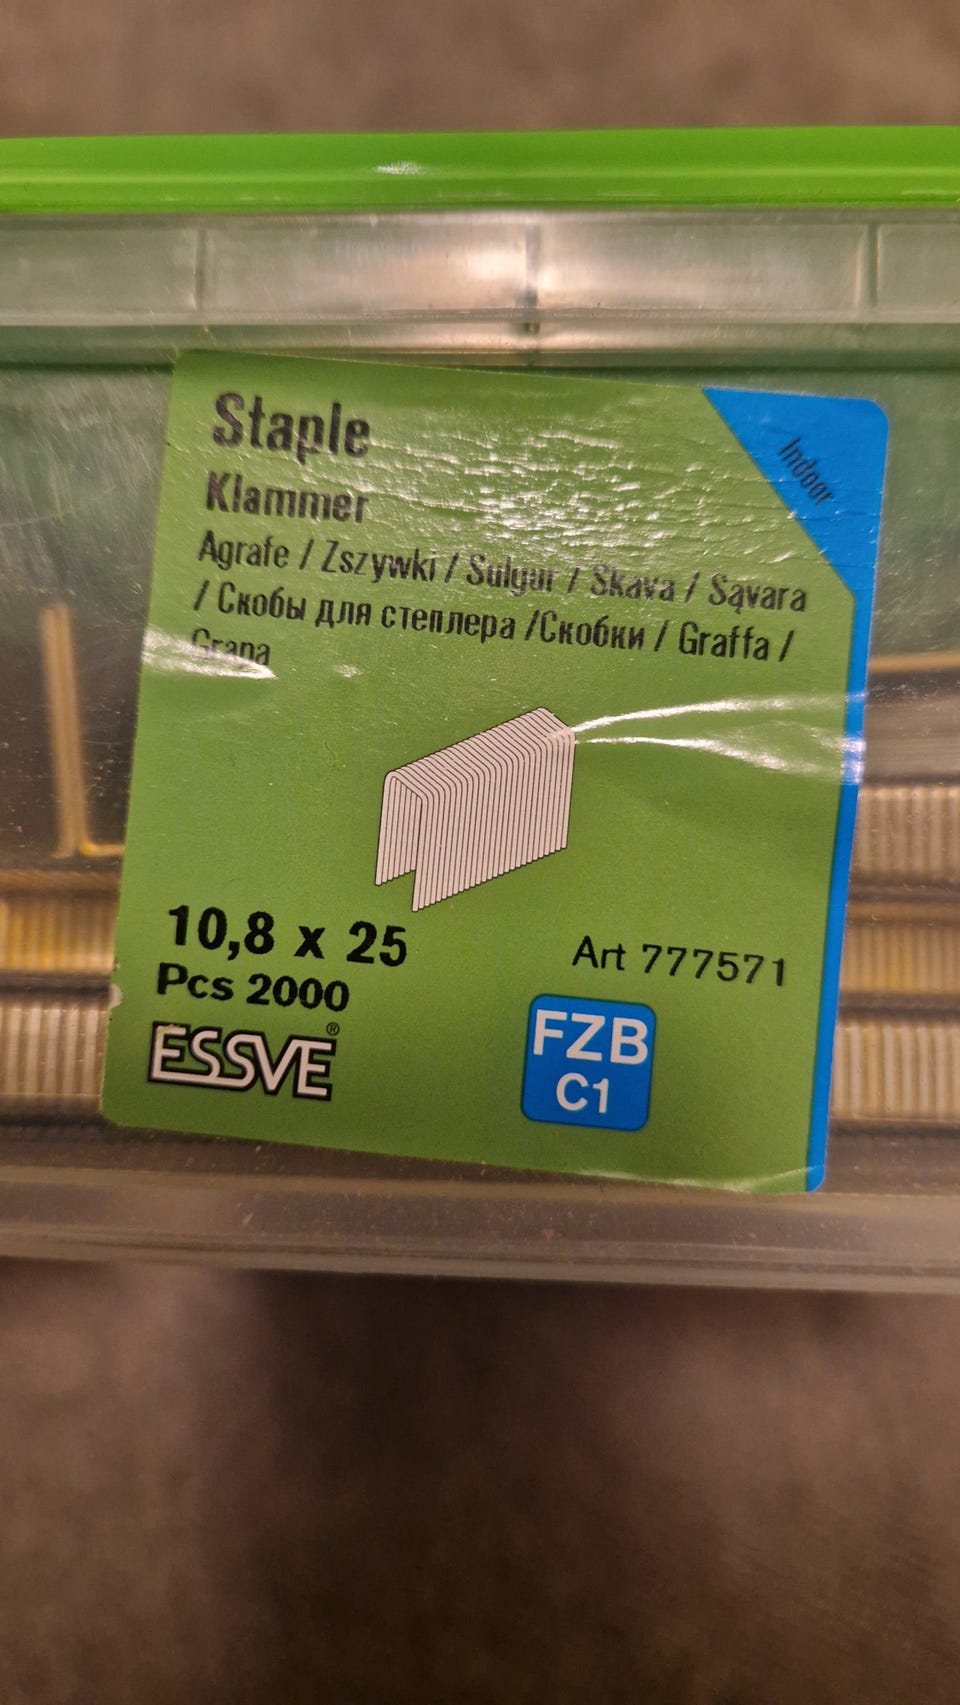 Staple
Indoor
Klammer
Agrafe / Zszywki / Sulgur / Skava / Sąvara
/ Скобы для степлера /Скобки / Graffa /
Grapa
10,8 x 25
Art 777571
Pcs 2000
ESSVE®
FZB
C1